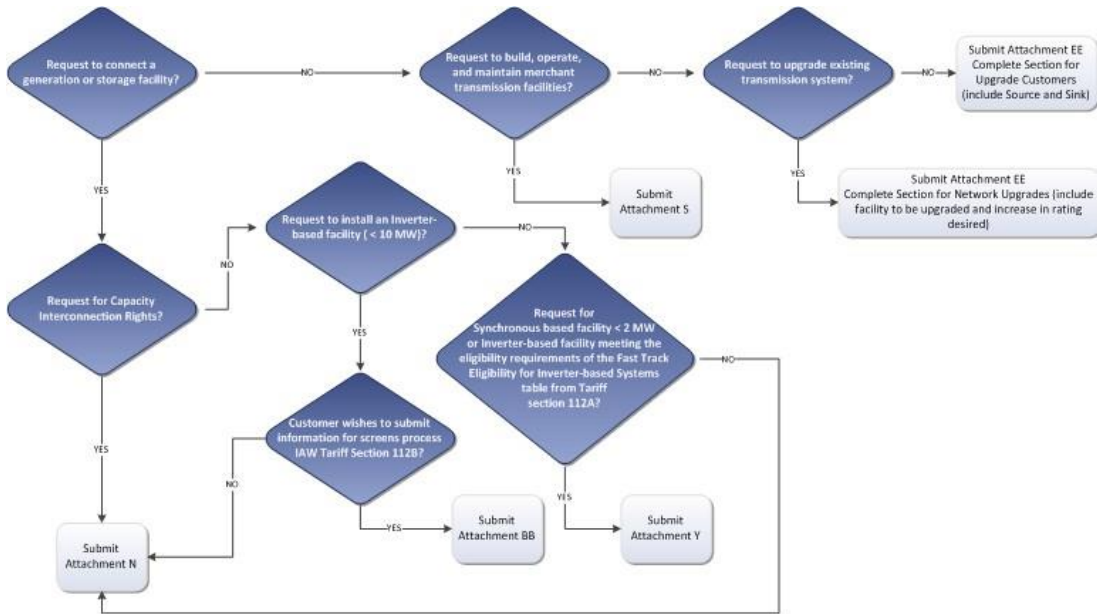 Request to connect a
generation or storage facility?
NO
Request to build, operate,
and maintain merchant
transmission facilities?
NO
Request to upgrade existing
transmission system?
NO
Submit Attachment EE
Complete Section for
Upgrade Customers
(include Source and Sink)
YES
YES
YES
Submit
Attachment S
Submit Attachment EE
Complete Section for Network Upgrades (include
facility to be upgraded and increase in rating
desired)
Request to install an Inverter-
based facility ( < 10 MW)?
NO
NO
Request for Capacity
Interconnection Rights?
YES
Request for
Synchronous based facility < 2 MW
or Inverter-based facility meeting the
eligibility requirements of the Fast Track
Eligibility for Inverter-based Systems
table from Tariff
section 112A?
NO
Customer wishes to submit
information for screens process
IAW Tariff Section 112B?
YES
NO
YES
YES
Submit
Attachment N
Submit
Attachment BB
Submit
Attachment Y